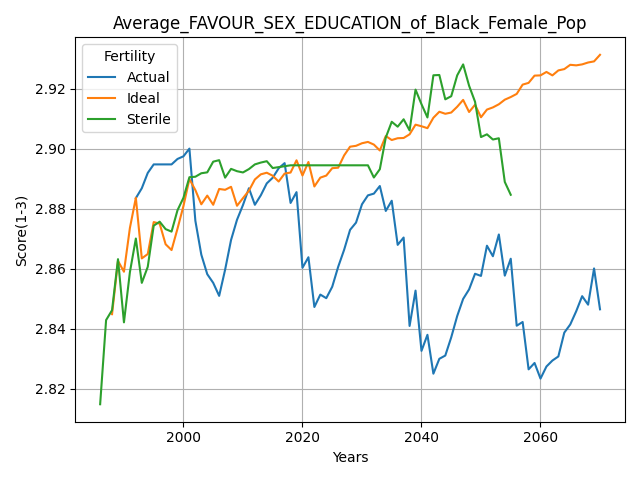 Average_FAVOUR_SEX_EDUCATION_of_Black_Female_Pop
Fertility
Actual
Ideal
Sterile
Score(1-3)
2.92
2.90
2.88
2.86
2.84
2.82
2000
2020
2040
2060
Years